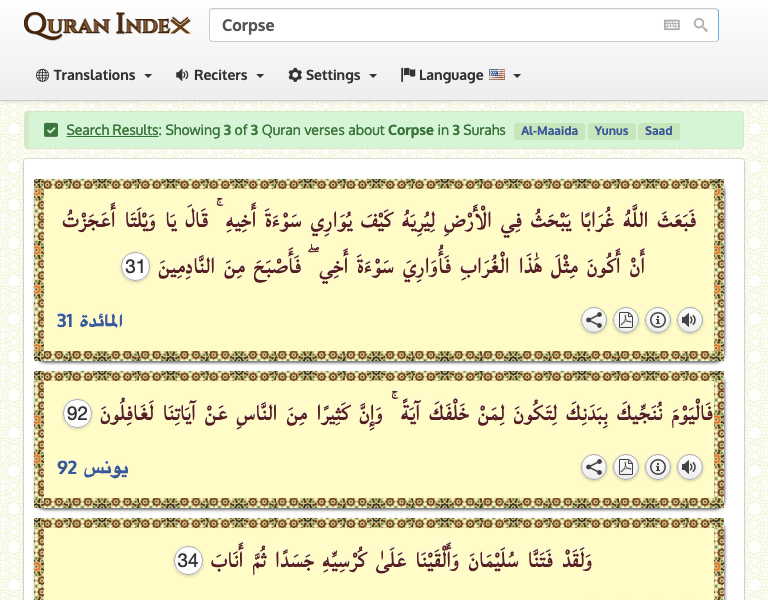 QURAN INDEX
Corpse
Translations Reciters Settings Language
Search Results: Showing 3 of 3 Quran verses about Corpse in 3 Surahs Al-Maaida Yunus Saad
فَبَعَثَ اللَّهُ غُرَابًا يَبْحَثُ فِي الْأَرْضِ لِيُرِيَهُ كَيْفَ يُوَارِي سَوْءَةَ أَخِيهِ ۚ قَالَ يَا وَيْلَتَا أَعَجَزْتُ
أَنْ أَكُونَ مِثْلَ هَٰذَا الْغُرَابِ فَأُوَارِيَ سَوْءَةَ أَخِي ۖ فَأَصْبَحَ مِنَ النَّادِمِينَ 31
المائدة 31
فَالْيَوْمَ نُنَجِّيكَ بِبَدَنِكَ لِتَكُونَ لِمَنْ خَلْفَكَ آيَةً ۚ وَإِنَّ كَثِيرًا مِنَ النَّاسِ عَنْ آيَاتِنَا لَغَافِلُونَ 92
يونس 92
وَلَقَدْ فَتَنَّا سُلَيْمَانَ وَأَلْقَيْنَا عَلَىٰ كُرْسِيِّهِ جَسَدًا ثُمَّ أَنَابَ 34